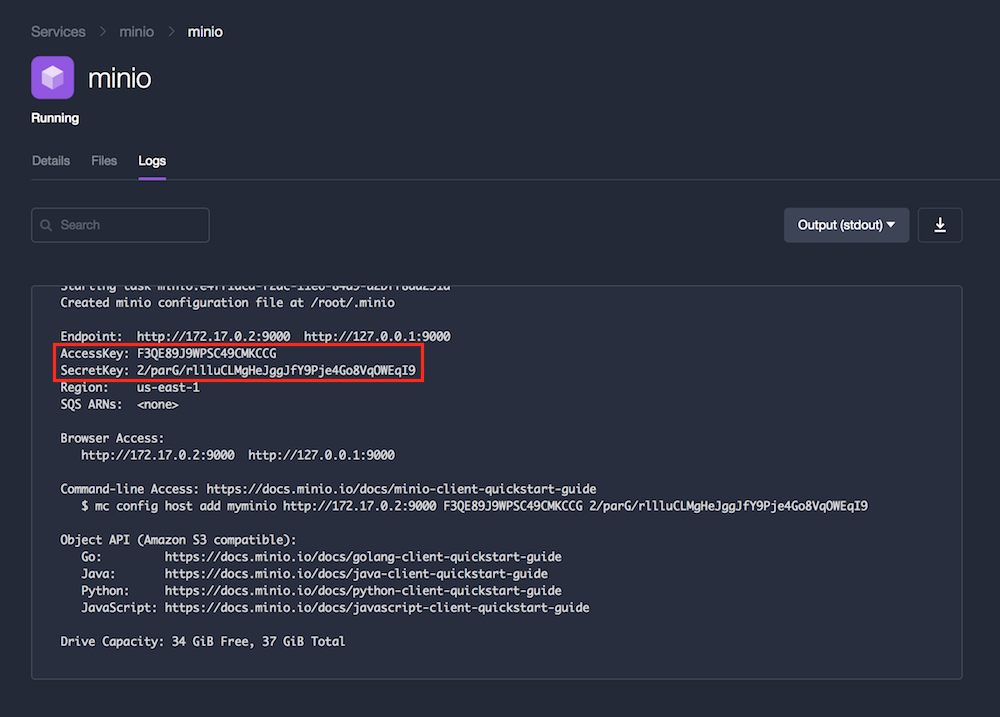 Services > minio > minio
minio
Running
Details Files Logs
Search
Output (stdout)
Created minio configuration file at /root/.minio
Endpoint: http://172.17.0.2:9000 http://127.0.0.1:9000
AccessKey: F3QE89J9WPSC49CMKCCG
SecretKey: 2/parG/rllluCLMgHeJggJfY9Pje4Go8VqOWEqI9
Region: us-east-1
SQS ARNs: <none>
Browser Access:
http://172.17.0.2:9000 http://127.0.0.1:9000
Command-line Access: https://docs.minio.io/docs/minio-client-quickstart-guide
$ mc config host add myminio http://172.17.0.2:9000 F3QE89J9WPSC49CMKCCG 2/parG/rllluCLMgHeJggJfY9Pje4Go8VqOWEqI9
Object API (Amazon S3 compatible):
Go: https://docs.minio.io/docs/golang-client-quickstart-guide
Java: https://docs.minio.io/docs/java-client-quickstart-guide
Python: https://docs.minio.io/docs/python-client-quickstart-guide
JavaScript: https://docs.minio.io/docs/javascript-client-quickstart-guide
Drive Capacity: 34 GiB Free, 37 GiB Total